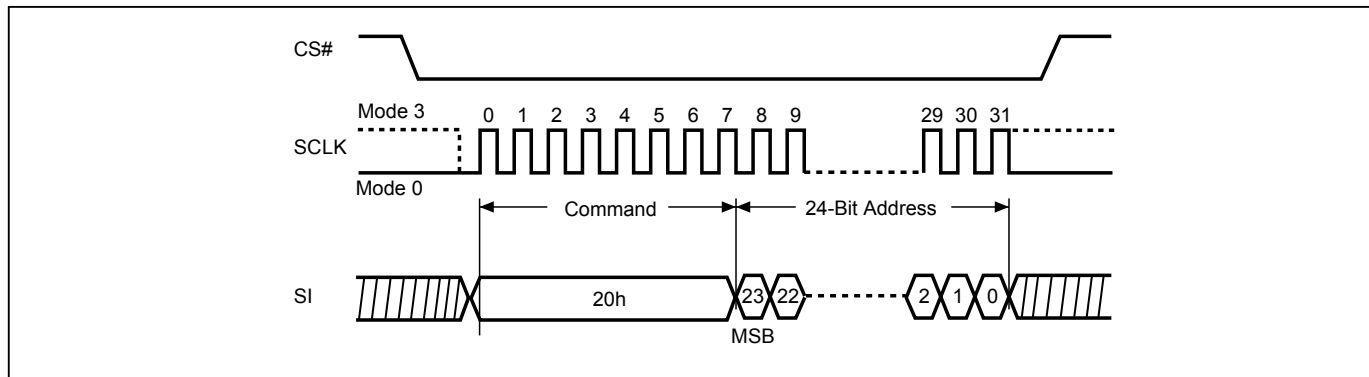 CS#
Mode 3
0 1 2 3 4 5 6 7 8 9 29 30 31
SCLK
Mode 0
Command 24-Bit Address
SI 20h 23 22 2 1 0
MSB